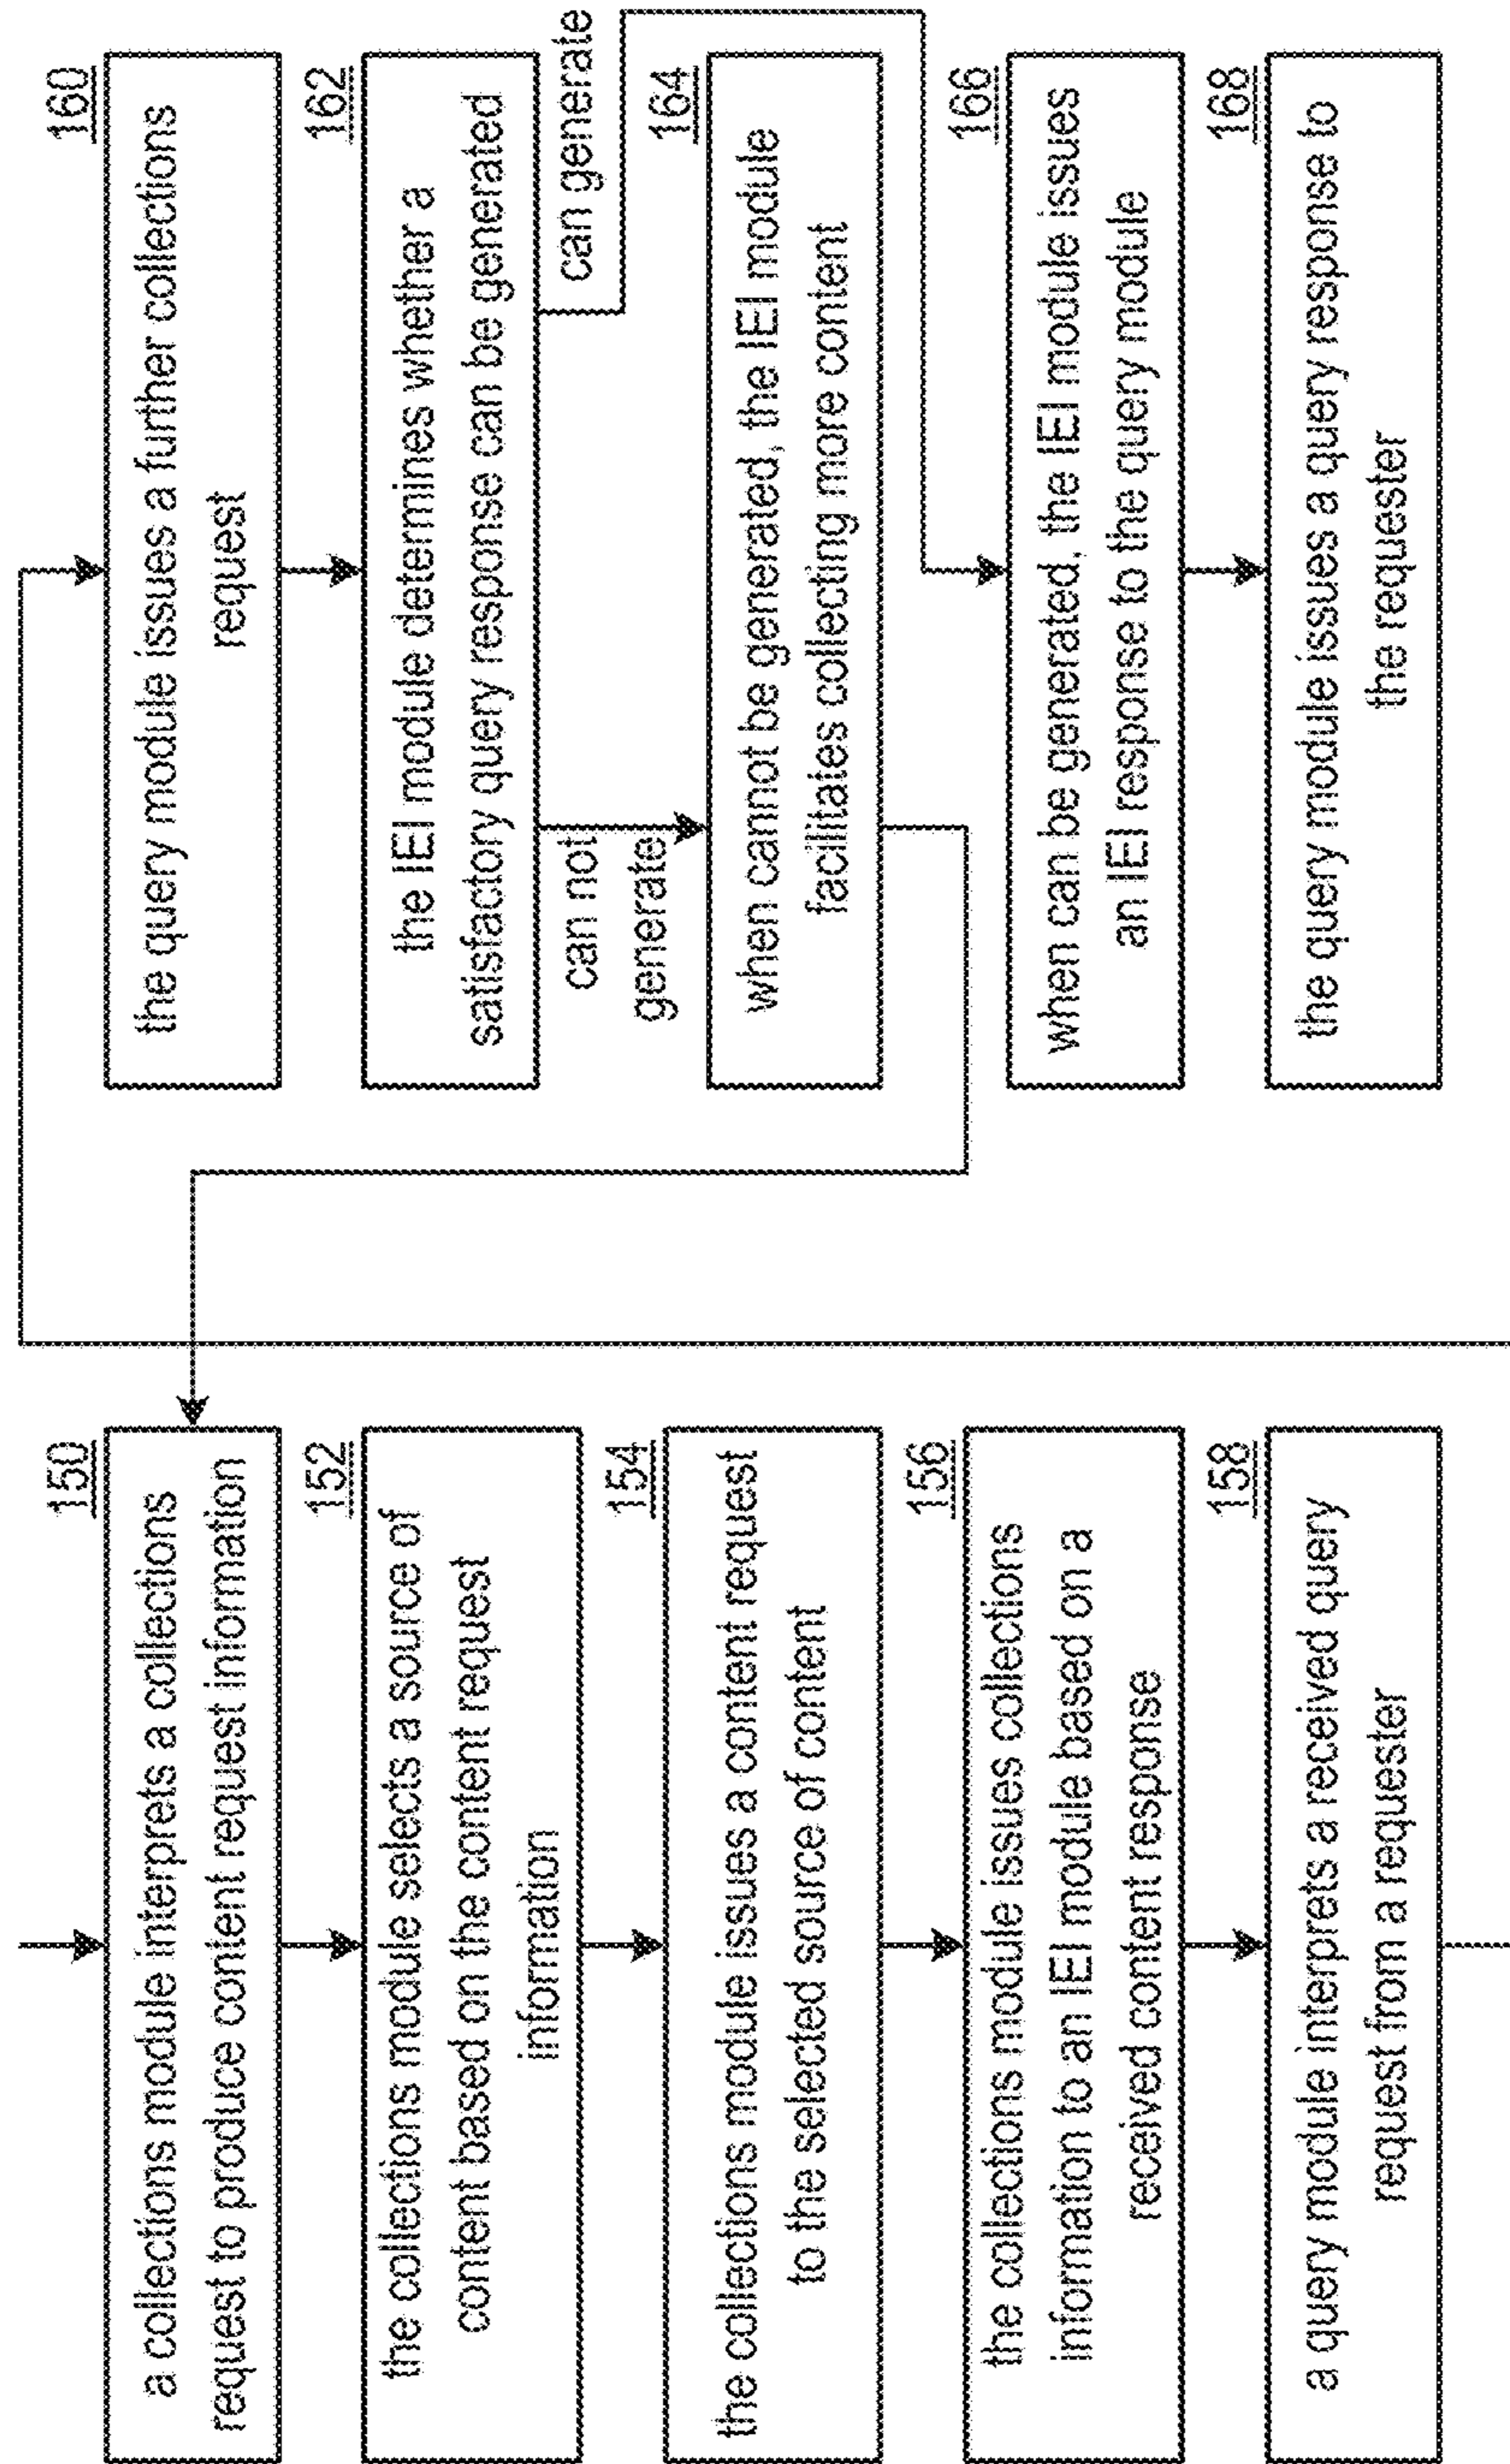 150
a collections module interprets a collections
request to produce content request information
152
the collections module selects a source of
content based on the content request
information
154
the collections module issues a content request
to the selected source of content
156
the collections module issues collections
information to an IEI module based on a
received content response
158
a query module interprets a received query
request from a requester
160
the query module issues a further collections
request
162
the IEI module determines whether a
satisfactory query response can be generated
can not
generate
can generate
164
when cannot be generated, the IEI module
facilitates collecting more content
166
when can be generated, the IEI module issues
an IEI response to the query module
168
the query module issues a query response to
the requester